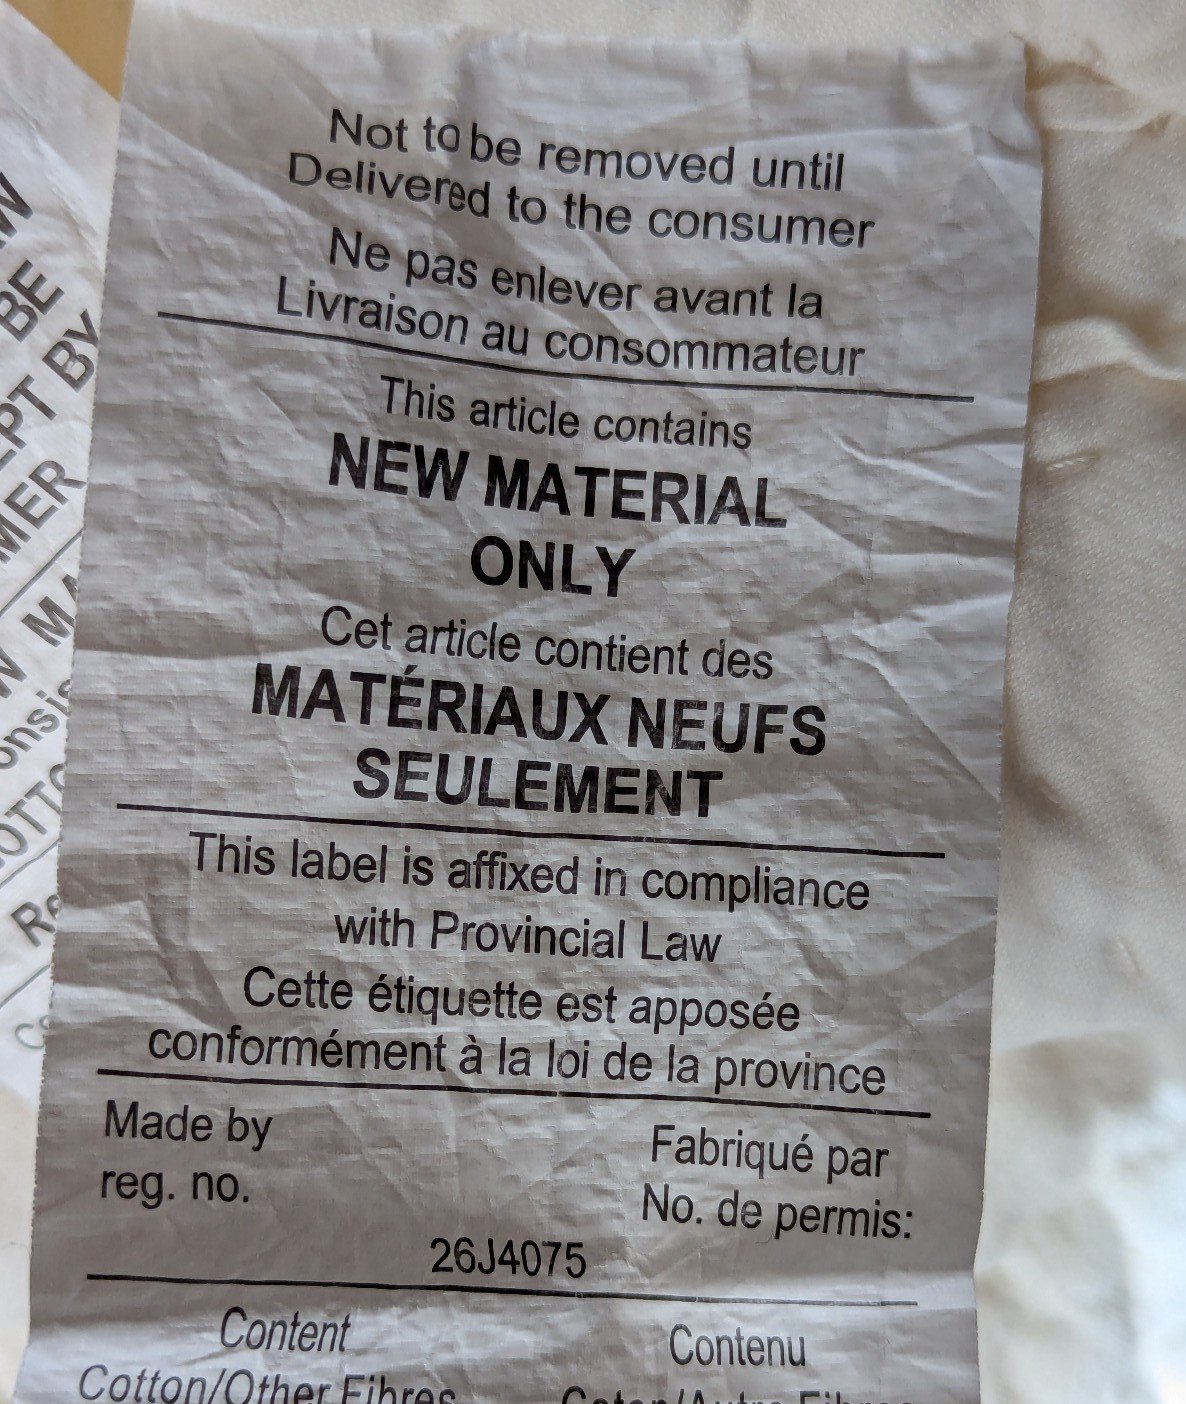 Not to be removed until
Delivered to the consumer
Ne pas enlever avant la
Livraison au consommateur
This article contains
NEW MATERIAL
ONLY
Cet article contient des
MATÉRIAUX NEUFS
SEULEMENT
This label is affixed in compliance
with Provincial Law
Cette étiquette est apposée
conformément à la loi de la province
Made by
reg. no.
Fabriqué par
No. de permis:
26J4075
Content
Contenu
Cotton/Other Fibres
BE
BY